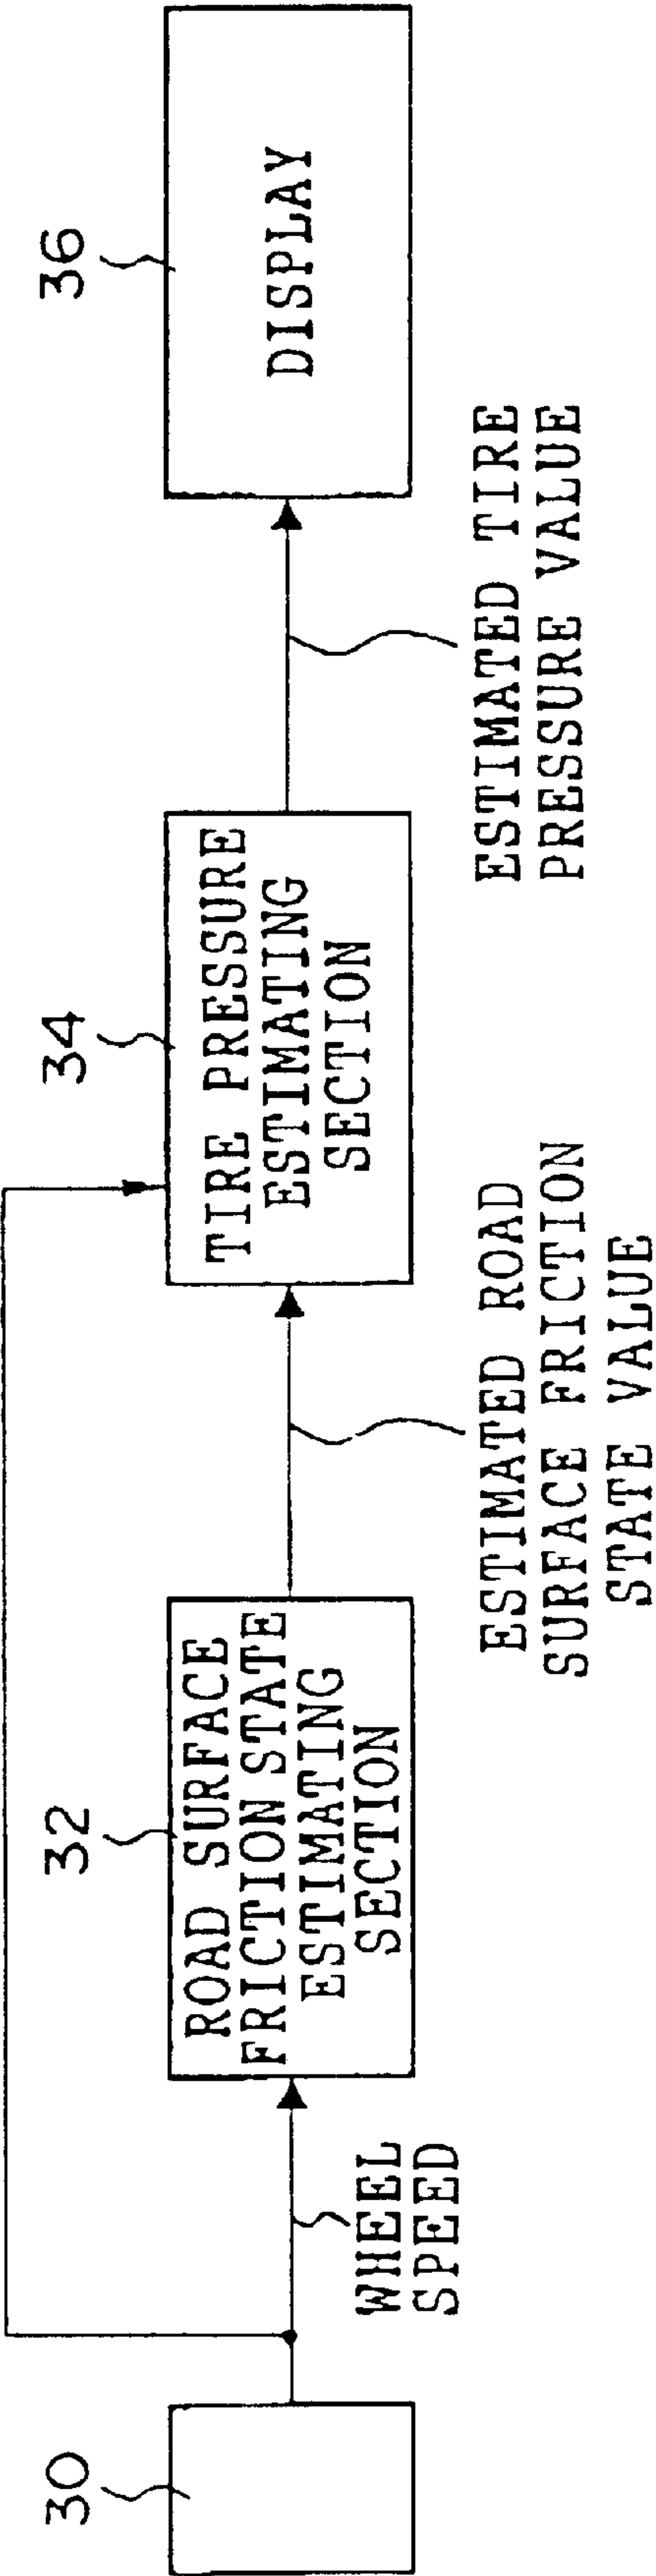 30
WHEEL
SPEED
32
ROAD SURFACE
FRICTION STATE
ESTIMATING
SECTION
ESTIMATED ROAD
SURFACE FRICTION
STATE VALUE
34
TIRE PRESSURE
ESTIMATING
SECTION
ESTIMATED TIRE
PRESSURE VALUE
36
DISPLAY